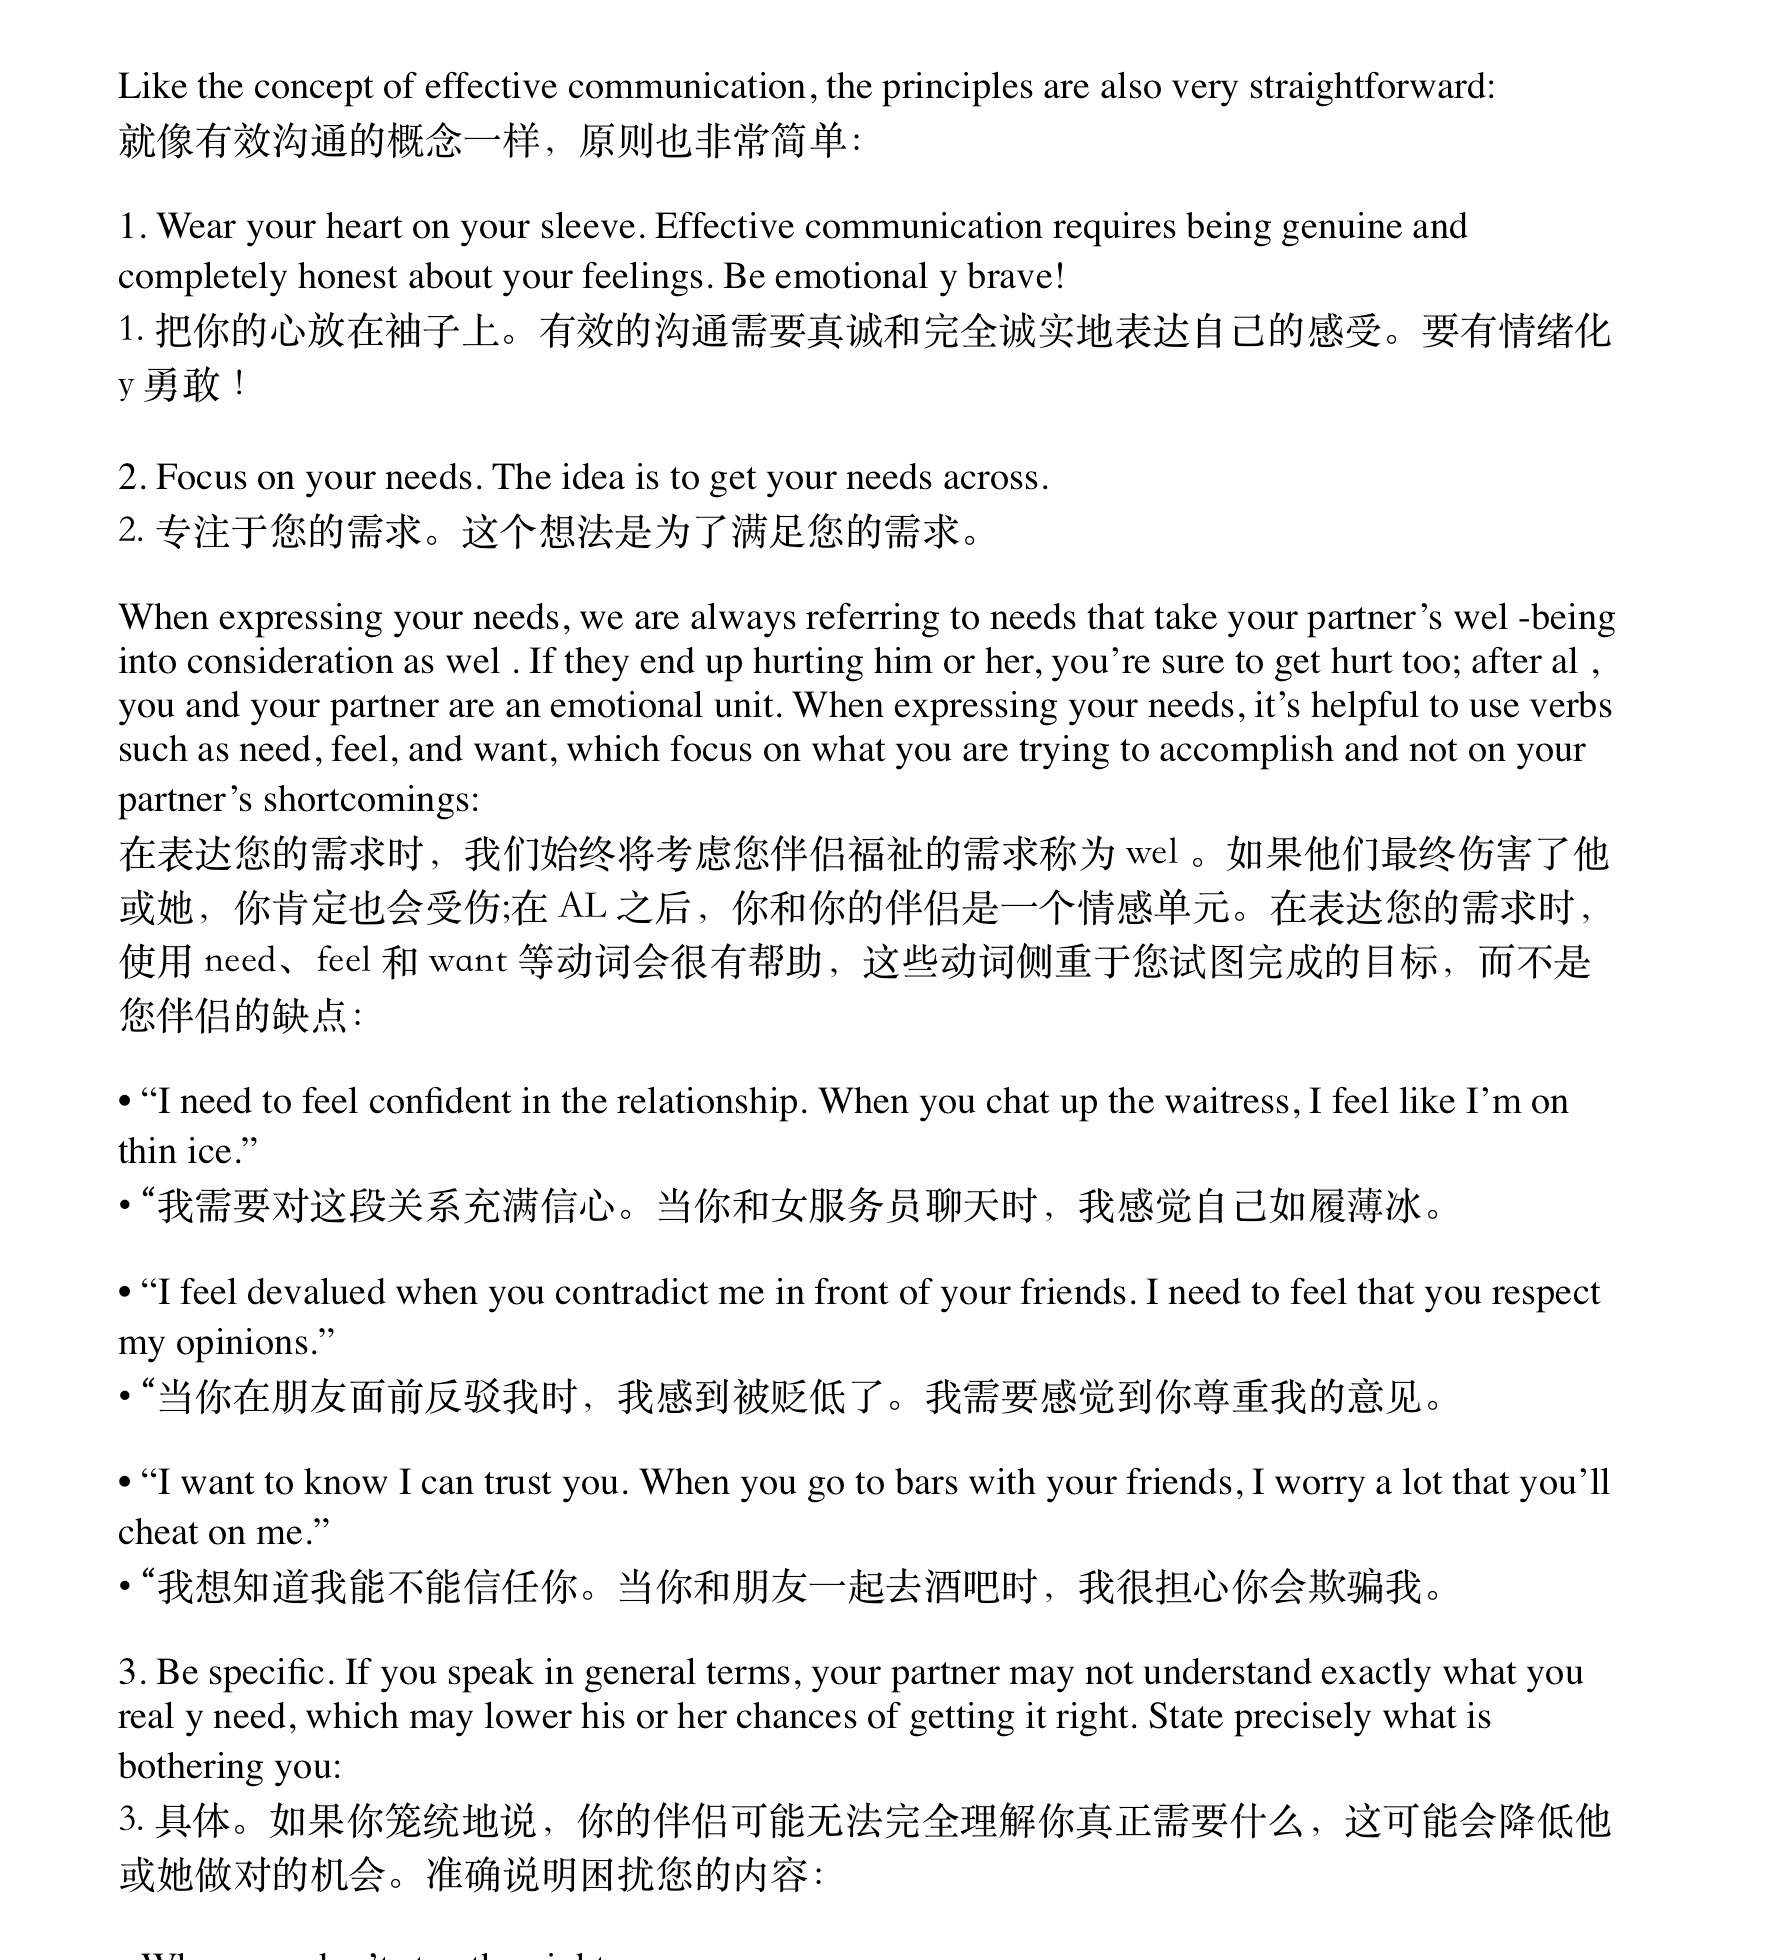 Like the concept of effective communication, the principles are also very straightforward:
就像有效沟通的概念一样，原则也非常简单：
1. Wear your heart on your sleeve. Effective communication requires being genuine and
completely honest about your feelings. Be emotional y brave!
1. 把你的心放在袖子上。有效的沟通需要真诚和完全诚实地表达自己的感受。要有情绪化
y 勇敢！
2. Focus on your needs. The idea is to get your needs across.
2. 专注于您的需求。这个想法是为了满足您的需求。
When expressing your needs, we are always referring to needs that take your partner’s wel -being
into consideration as wel . If they end up hurting him or her, you’re sure to get hurt too; after al ,
you and your partner are an emotional unit. When expressing your needs, it’s helpful to use verbs
such as need, feel, and want, which focus on what you are trying to accomplish and not on your
partner’s shortcomings:
在表达您的需求时，我们始终将考虑您伴侣福祉的需求称为 wel 。如果他们最终伤害了他
或她，你肯定也会受伤;在 AL 之后，你和你的伴侣是一个情感单元。在表达您的需求时，
使用 need、feel 和 want 等动词会很有帮助，这些动词侧重于您试图完成的目标，而不是
您伴侣的缺点：
• “I need to feel confident in the relationship. When you chat up the waitress, I feel like I’m on
thin ice.”
• “我需要对这段关系充满信心。当你和女服务员聊天时，我感觉自己如履薄冰。
• “I feel devalued when you contradict me in front of your friends. I need to feel that you respect
my opinions.”
• “当你在朋友面前反驳我时，我感到被贬低了。我需要感觉到你尊重我的意见。
• “I want to know I can trust you. When you go to bars with your friends, I worry a lot that you’ll
cheat on me.”
• “我想知道我能不能信任你。当你和朋友一起去酒吧时，我很担心你会欺骗我。
3. Be specific. If you speak in general terms, your partner may not understand exactly what you
real y need, which may lower his or her chances of getting it right. State precisely what is
bothering you:
3. 具体。如果你笼统地说，你的伴侣可能无法完全理解你真正需要什么，这可能会降低他
或她做对的机会。准确说明困扰您的内容：